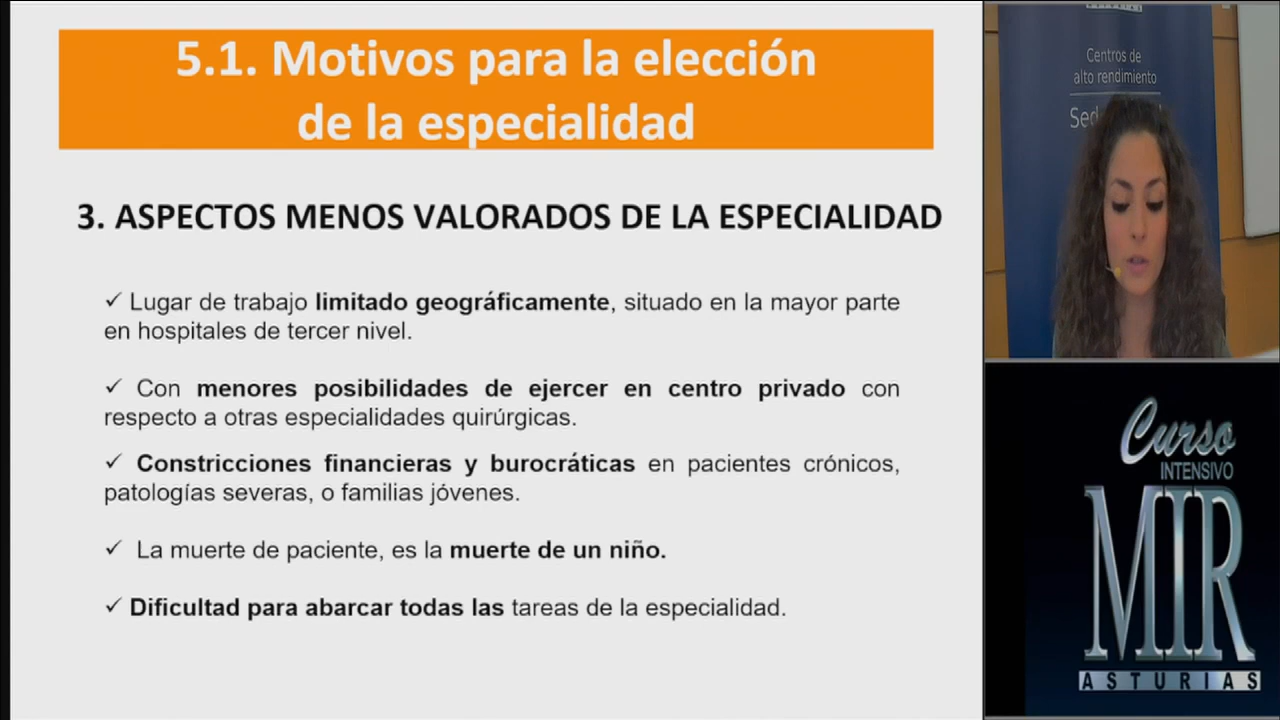 5.1. Motivos para la elección
de la especialidad
3. ASPECTOS MENOS VALORADOS DE LA ESPECIALIDAD
✓ Lugar de trabajo limitado geográficamente, situado en la mayor parte
en hospitales de tercer nivel.
✓ Con menores posibilidades de ejercer en centro privado con
respecto a otras especialidades quirúrgicas.
✓ Constricciones financieras y burocráticas en pacientes crónicos,
patologías severas, o familias jóvenes.
✓ La muerte de paciente, es la muerte de un niño.
✓ Dificultad para abarcar todas las tareas de la especialidad.
Centros de
alto rendimiento
Curso
INTENSIVO
MIR
ASTURIAS